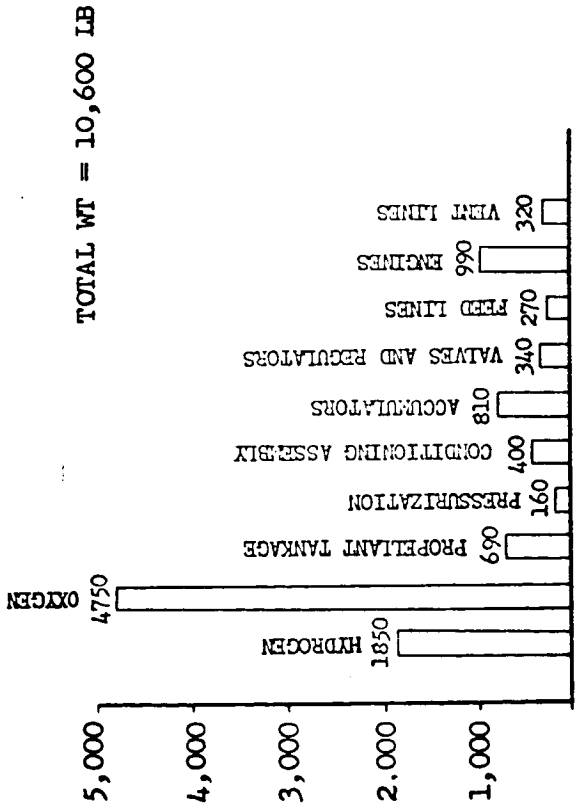 TOTAL WT = 10,600 LB
5,000
4,000
3,000
2.000
1,000
HYDROGEN
1850
OXYGEN
4750
PROPELLANT TANKAGE
690
PRESSURIZATION
160
CONDITIONING ASSEMBLY
400
ACCUMULATORS
810
VALVES AND REGULATORS
340
FEED LINES
270
ENGINES
990
VENT LINES
320